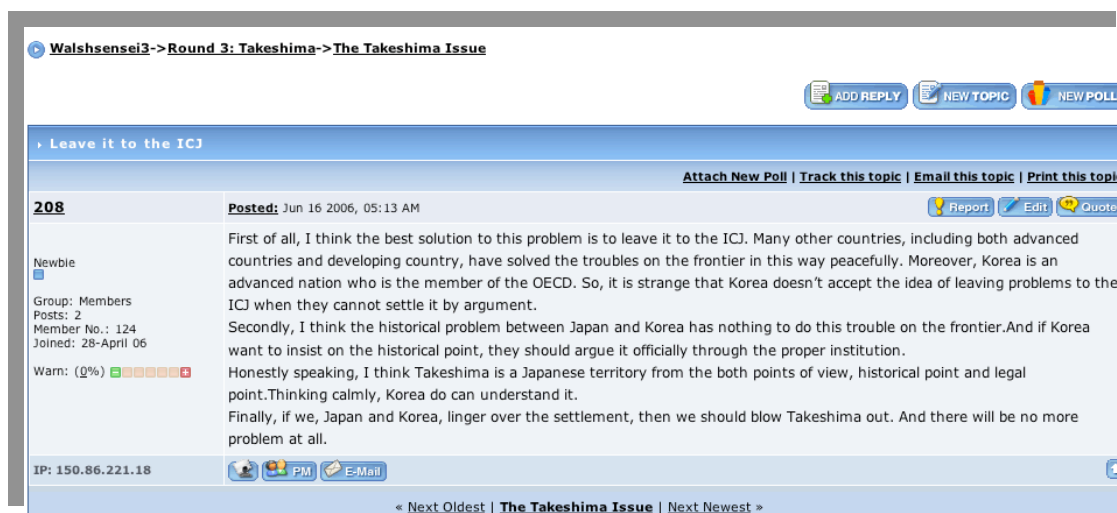 Walshsensei3->Round 3: Takeshima->The Takeshima Issue
ADD REPLY NEW TOPIC NEW POLL
Leave it to the ICJ
Attach New Poll | Track this topic | Email this topic | Print this topi
208 Posted: Jun 16 2006, 05:13 AM Report Edit Quote
Newbie
Group: Members
Posts: 2
Member No.: 124
Joined: 28-April 06
Warn: (0%)
First of all, I think the best solution to this problem is to leave it to the ICJ. Many other countries, including both advanced
countries and developing country, have solved the troubles on the frontier in this way peacefully. Moreover, Korea is an
advanced nation who is the member of the OECD. So, it is strange that Korea doesn't accept the idea of leaving problems to the
ICJ when they cannot settle it by argument.
Secondly, I think the historical problem between Japan and Korea has nothing to do this trouble on the frontier.And if Korea
want to insist on the historical point, they should argue it officially through the proper institution.
Honestly speaking, I think Takeshima is a Japanese territory from the both points of view, historical point and legal
point.Thinking calmly, Korea do can understand it.
Finally, if we, Japan and Korea, linger over the settlement, then we should blow Takeshima out. And there will be no more
problem at all.
IP: 150.86.221.18 PM E-Mail
« Next Oldest | The Takeshima Issue | Next Newest »